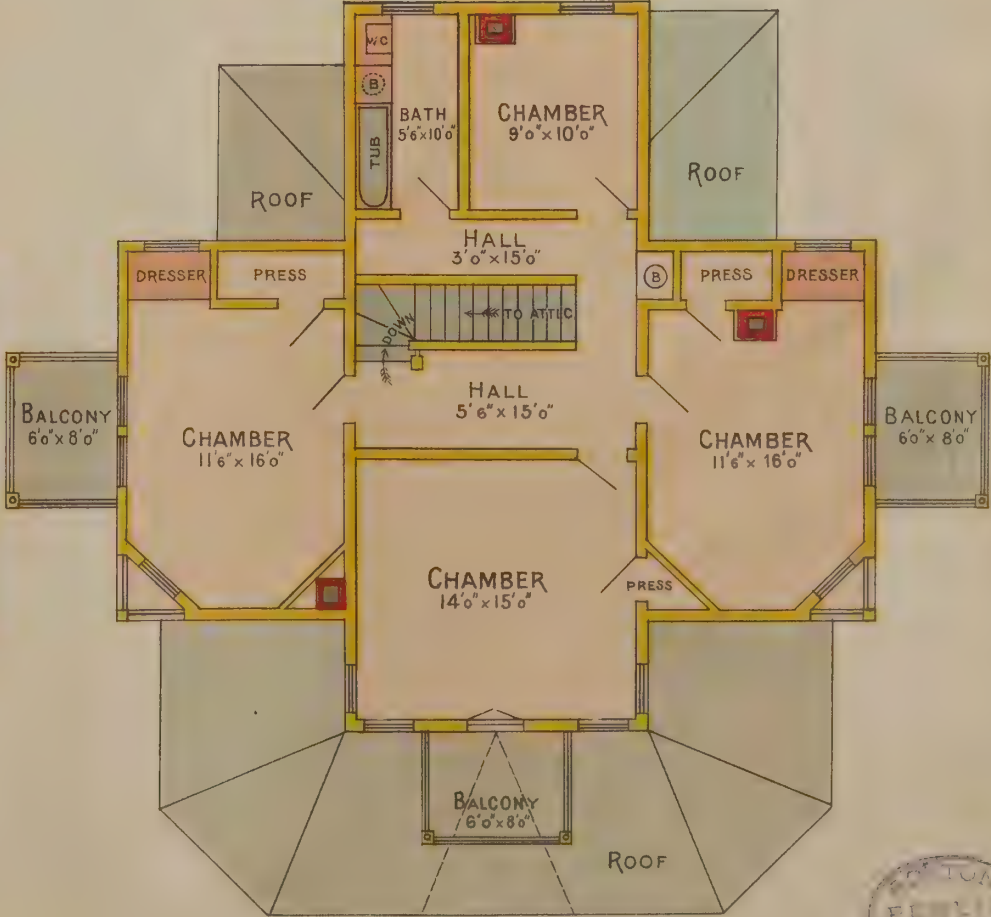 W/C
B
TUB
BATH
5'6"x10'0"
CHAMBER
9'0"x10'0"
ROOF
ROOF
HALL
3'0"x15'0"
DRESSER
PRESS
B
PRESS
DRESSER
TO ATTIC
DOWN
HALL
5'6"x15'0"
BALCONY
6'0"x8'0"
CHAMBER
11'6"x16'0"
CHAMBER
11'6"x16'0"
BALCONY
6'0"x8'0"
CHAMBER
14'0"x15'0"
PRESS
BALCONY
6'0"x8'0"
ROOF